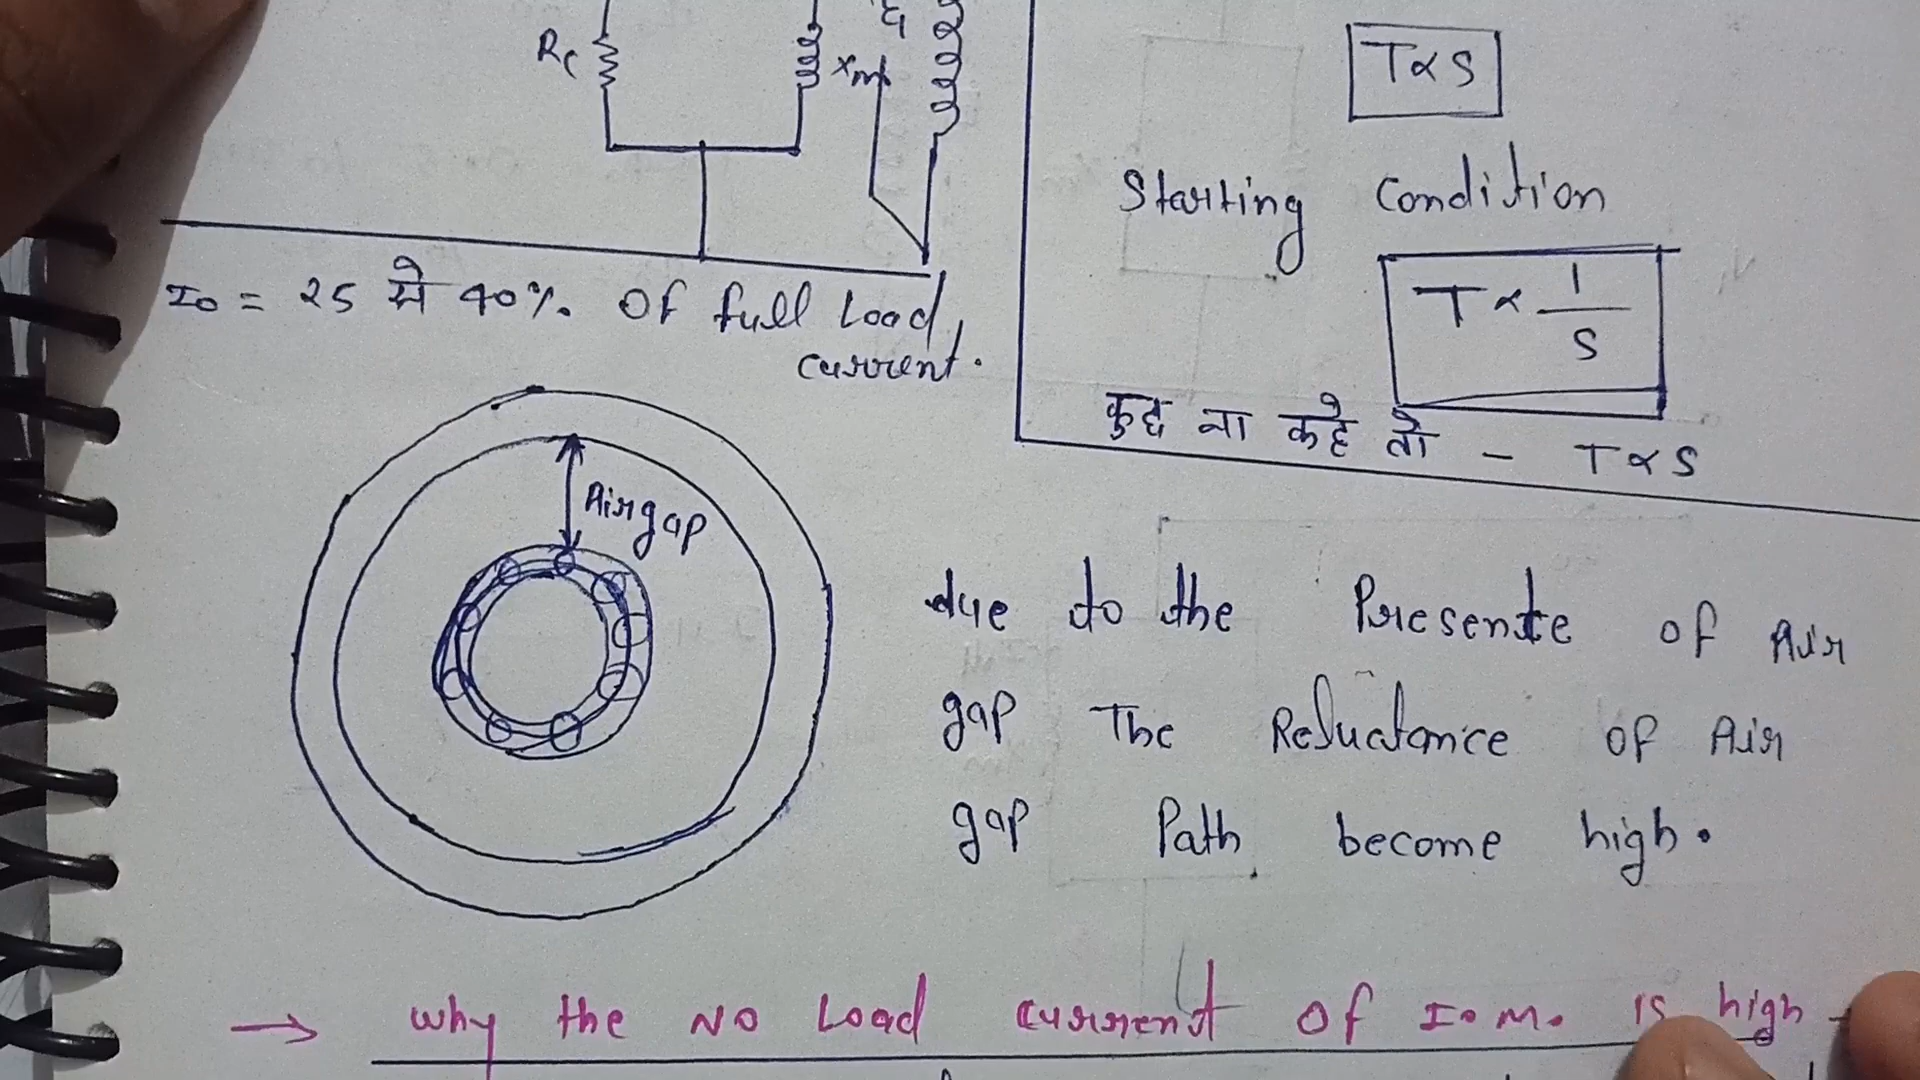 Rc
Xm
T∝S
Starting Condition
T ∝ 1/S
कुछ ना कहे तो - T∝S
I0 = 25 से 40% Of full Load
current.
Airgap
due to the Presente of Air
gap The Reluctance of Air
gap Path become high.
→ Why the NO Load current Of I.M. is high